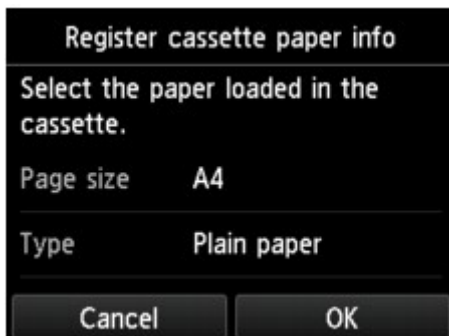 Register cassette paper info
Select the paper loaded in the
cassette.
Page size A4
Type Plain paper
Cancel OK